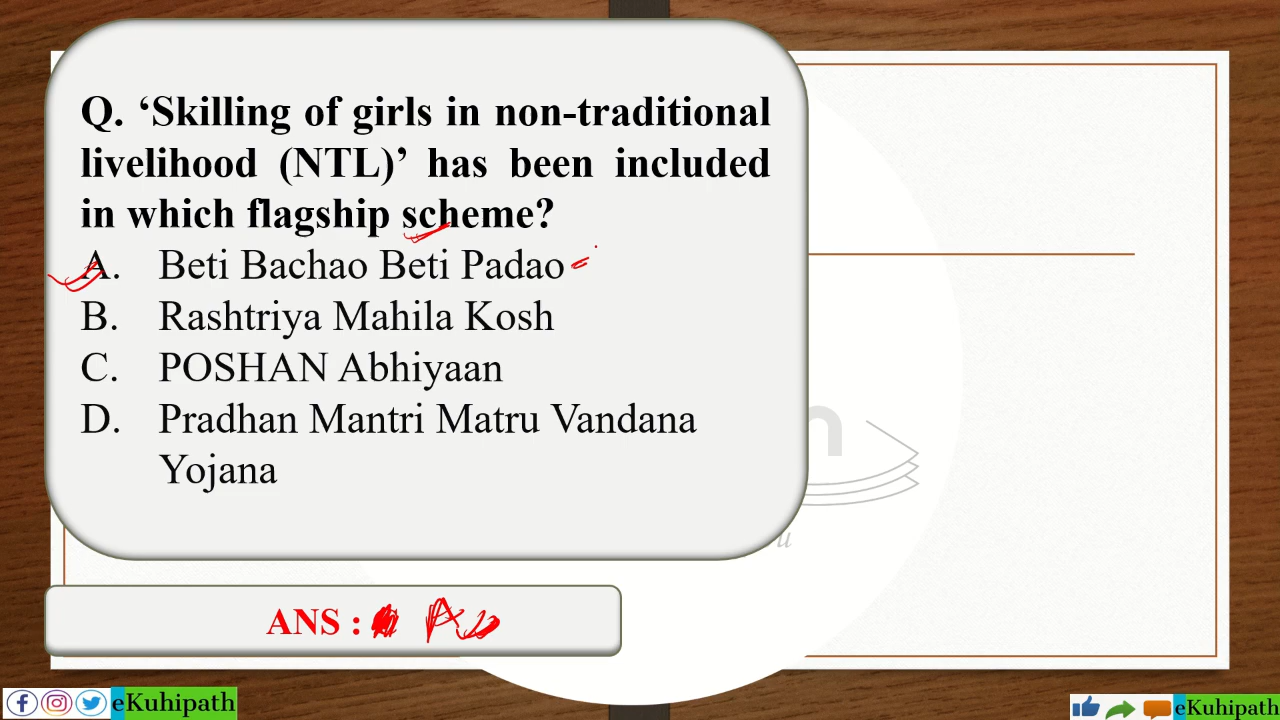 Q. ‘Skilling of girls in non-traditional
livelihood (NTL)’ has been included
in which flagship scheme?
A. Beti Bachao Beti Padao
B. Rashtriya Mahila Kosh
C. POSHAN Abhiyaan
D. Pradhan Mantri Matru Vandana
Yojana
ANS : A
eKuhipath
eKuhipath